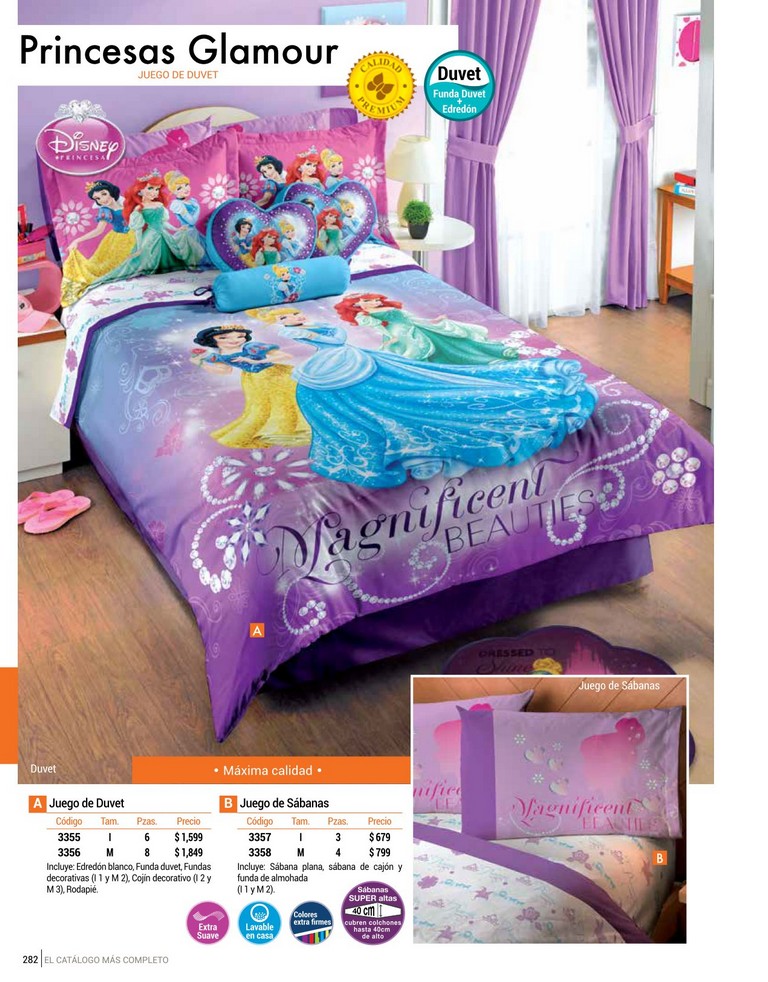 Princesas Glamour
JUEGO DE DUVET
CALIDAD
PREMIUM
Duvet
Funda Duvet
+
Edredón
Disney
PRINCESA
Magnificent
BEAUTIES
A
DRESSED TO
Shine
Juego de Sábanas
Magnificent
BEAUTIES
B
Duvet
• Máxima calidad •
A Juego de Duvet
Código Tam. Pzas. Precio
3355 I 6 $1,599
3356 M 8 $1,849
Incluye: Edredón blanco, Funda duvet, Fundas
decorativas (I 1 y M 2), Cojín decorativo (I 2 y
M 3), Rodapié.
B Juego de Sábanas
Código Tam. Pzas. Precio
3357 I 3 $679
3358 M 4 $799
Incluye: Sábana plana, sábana de cajón y
funda de almohada
(I 1 y M 2).
Extra
Suave
Lavable
en casa
Colores
extra firmes
Sábanas
SUPER altas
40 cm
cubren colchones
hasta 40cm
de alto
282 EL CATÁLOGO MÁS COMPLETO